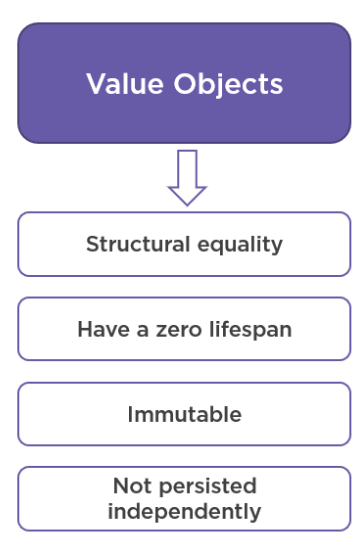 Value Objects
Structural equality
Have a zero lifespan
Immutable
Not persisted
independently